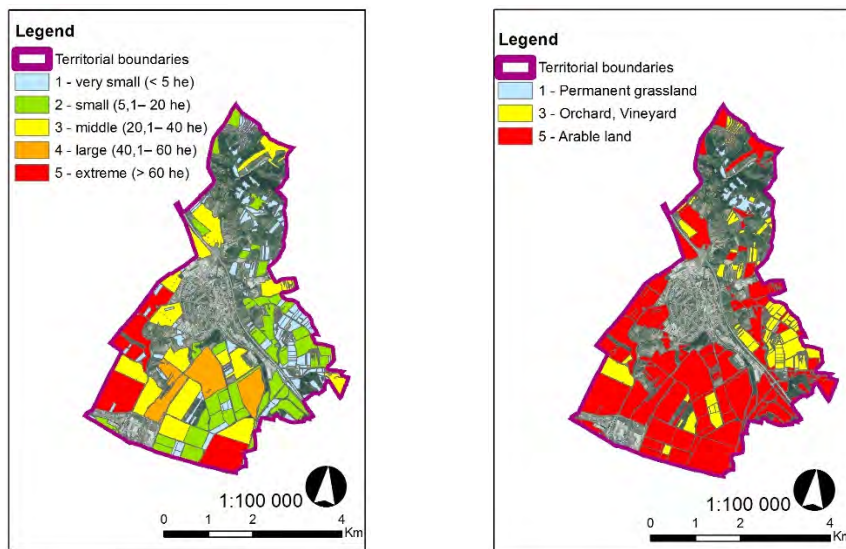 Legend
Territorial boundaries
1 - very small (< 5 he)
2 - small (5,1– 20 he)
3 - middle (20,1– 40 he)
4 - large (40,1– 60 he)
5 - extreme (> 60 he)
1:100 000
0 1 2 4
Km
Legend
Territorial boundaries
1 - Permanent grassland
3 - Orchard, Vineyard
5 - Arable land
1:100 000
0 1 2 4
Km